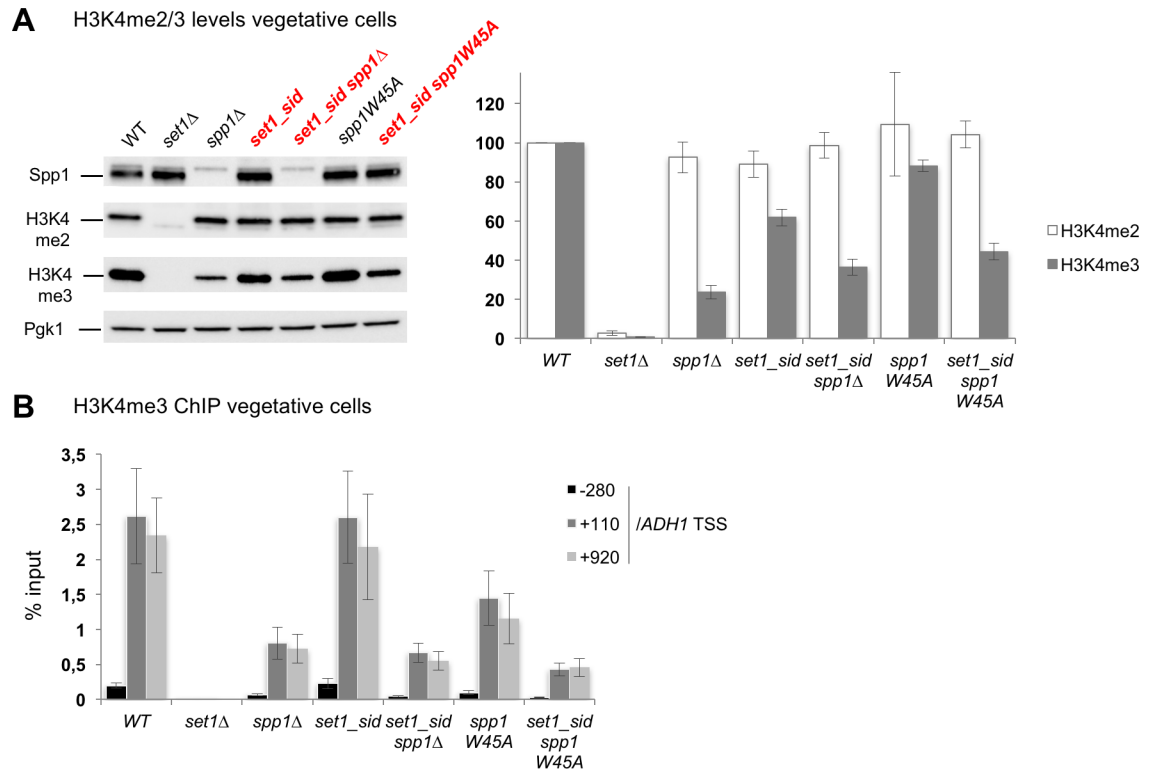 A H3K4me2/3 levels vegetative cells
WT set1Δ spp1Δ set1_sid set1_sid spp1Δ spp1W45A set1_sid spp1W45A
Spp1
H3K4
me2
H3K4
me3
Pgk1
120
100
80
60
40
20
0
WT set1Δ spp1Δ set1_sid set1_sid spp1 set1_sid
spp1Δ W45A spp1
W45A
H3K4me2
H3K4me3
B H3K4me3 ChIP vegetative cells
% input
3,5
3
2,5
2
1,5
1
0,5
0
WT set1Δ spp1Δ set1_sid set1_sid spp1 set1_sid
spp1Δ W45A spp1
W45A
-280
+110 /ADH1 TSS
+920